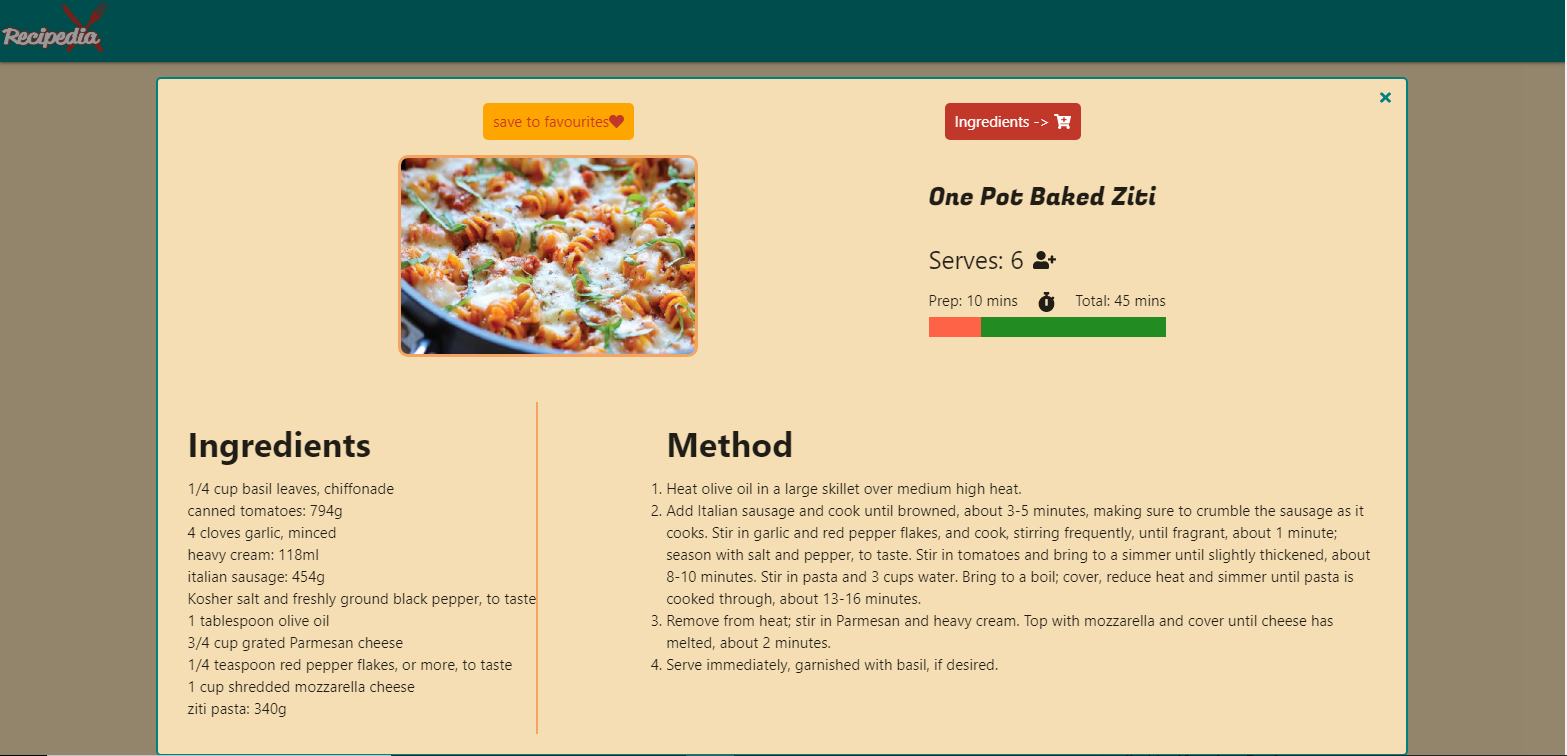 Recipedia
save to favourites
Ingredients ->
One Pot Baked Ziti
Serves: 6
Prep: 10 mins
Total: 45 mins
Ingredients
1/4 cup basil leaves, chiffonade
canned tomatoes: 794g
4 cloves garlic, minced
heavy cream: 118ml
italian sausage: 454g
Kosher salt and freshly ground black pepper, to taste
1 tablespoon olive oil
3/4 cup grated Parmesan cheese
1/4 teaspoon red pepper flakes, or more, to taste
1 cup shredded mozzarella cheese
ziti pasta: 340g
Method
1. Heat olive oil in a large skillet over medium high heat.
2. Add Italian sausage and cook until browned, about 3-5 minutes, making sure to crumble the sausage as it
cooks. Stir in garlic and red pepper flakes, and cook, stirring frequently, until fragrant, about 1 minute;
season with salt and pepper, to taste. Stir in tomatoes and bring to a simmer until slightly thickened, about
8-10 minutes. Stir in pasta and 3 cups water. Bring to a boil; cover, reduce heat and simmer until pasta is
cooked through, about 13-16 minutes.
3. Remove from heat; stir in Parmesan and heavy cream. Top with mozzarella and cover until cheese has
melted, about 2 minutes.
4. Serve immediately, garnished with basil, if desired.